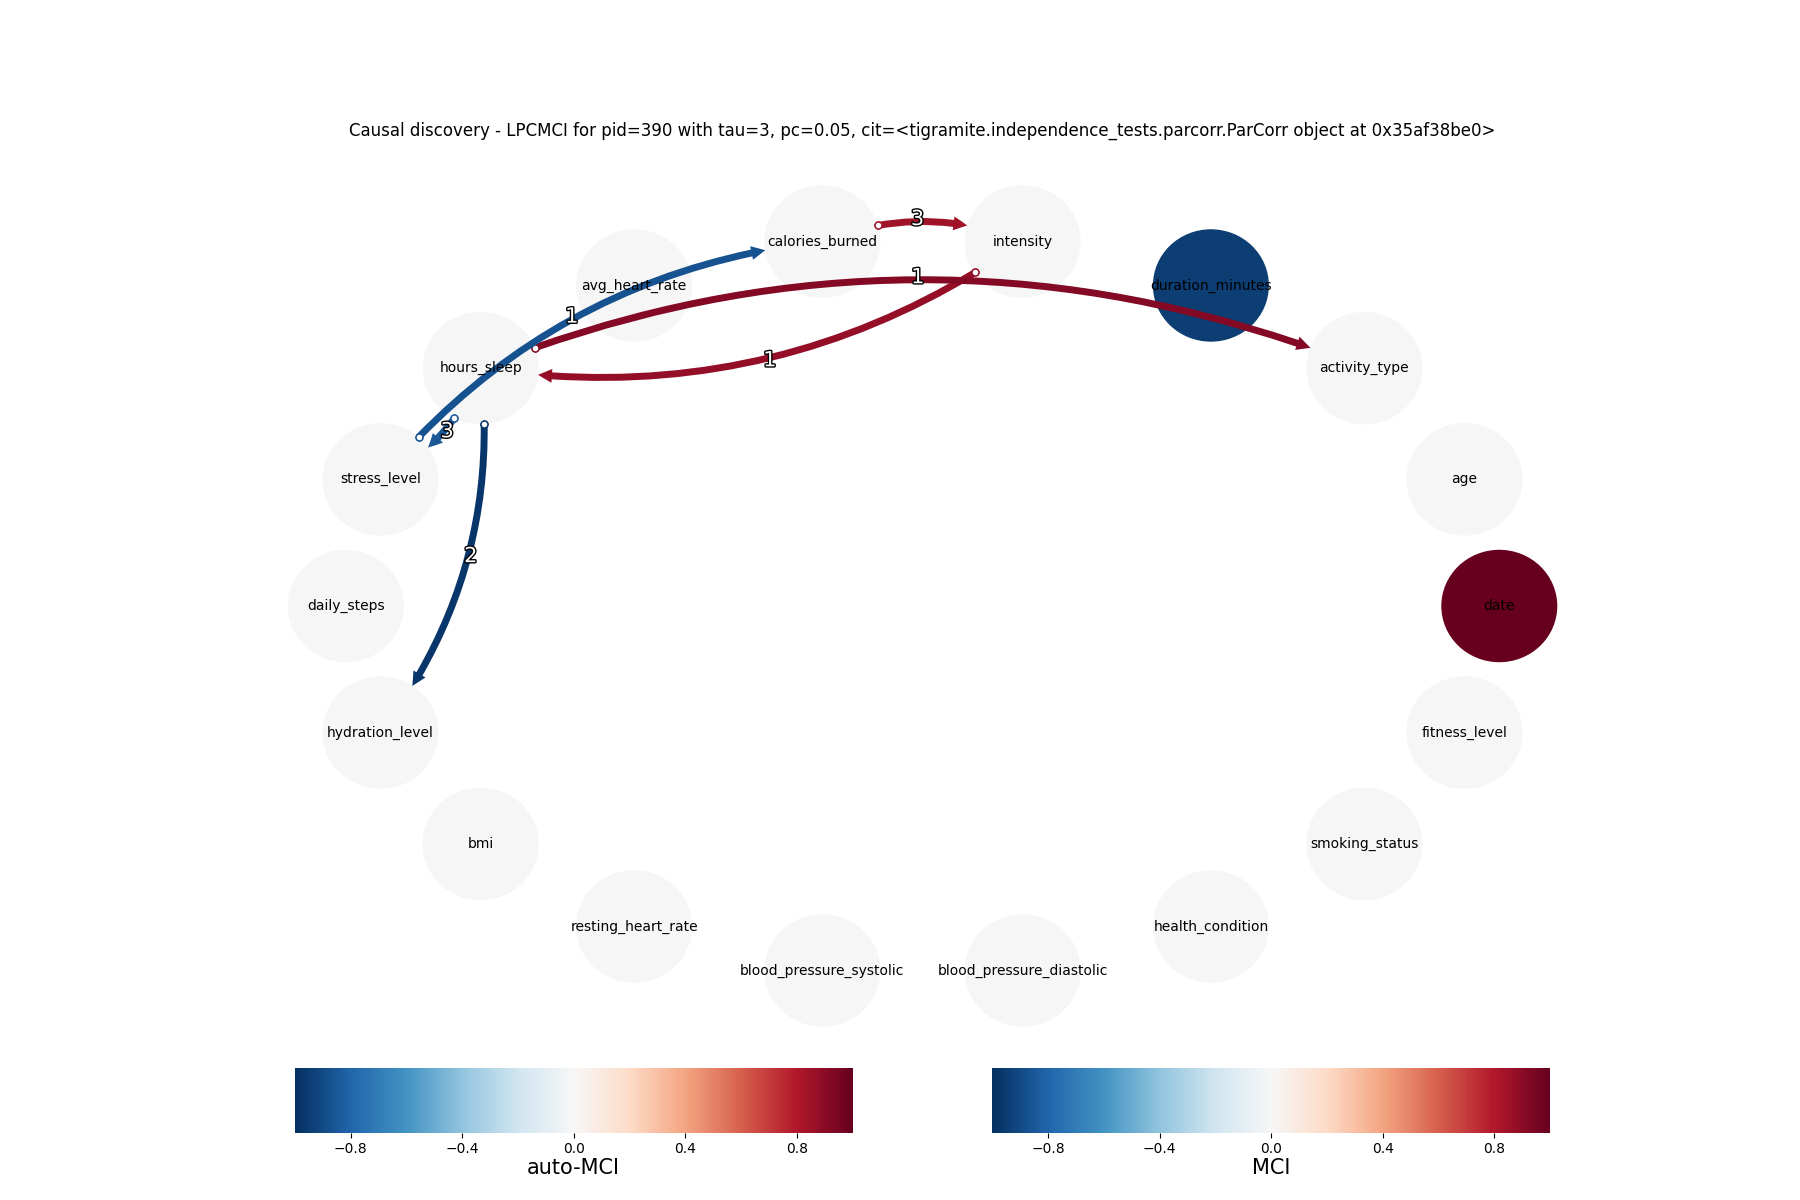 Causal discovery - LPCMCI for pid=390 with tau=3, pc=0.05, cit=<tigramite.independence_tests.parcorr.ParCorr object at 0x35af38be0>
3
calories_burned
intensity
1
avg_heart_rate
duration_minutes
1
1
hours_sleep
activity_type
3
stress_level
age
2
daily_steps
date
hydration_level
fitness_level
bmi
smoking_status
resting_heart_rate
health_condition
blood_pressure_systolic
blood_pressure_diastolic
−0.8 −0.4 0.0 0.4 0.8
auto-MCI
−0.8 −0.4 0.0 0.4 0.8
MCI